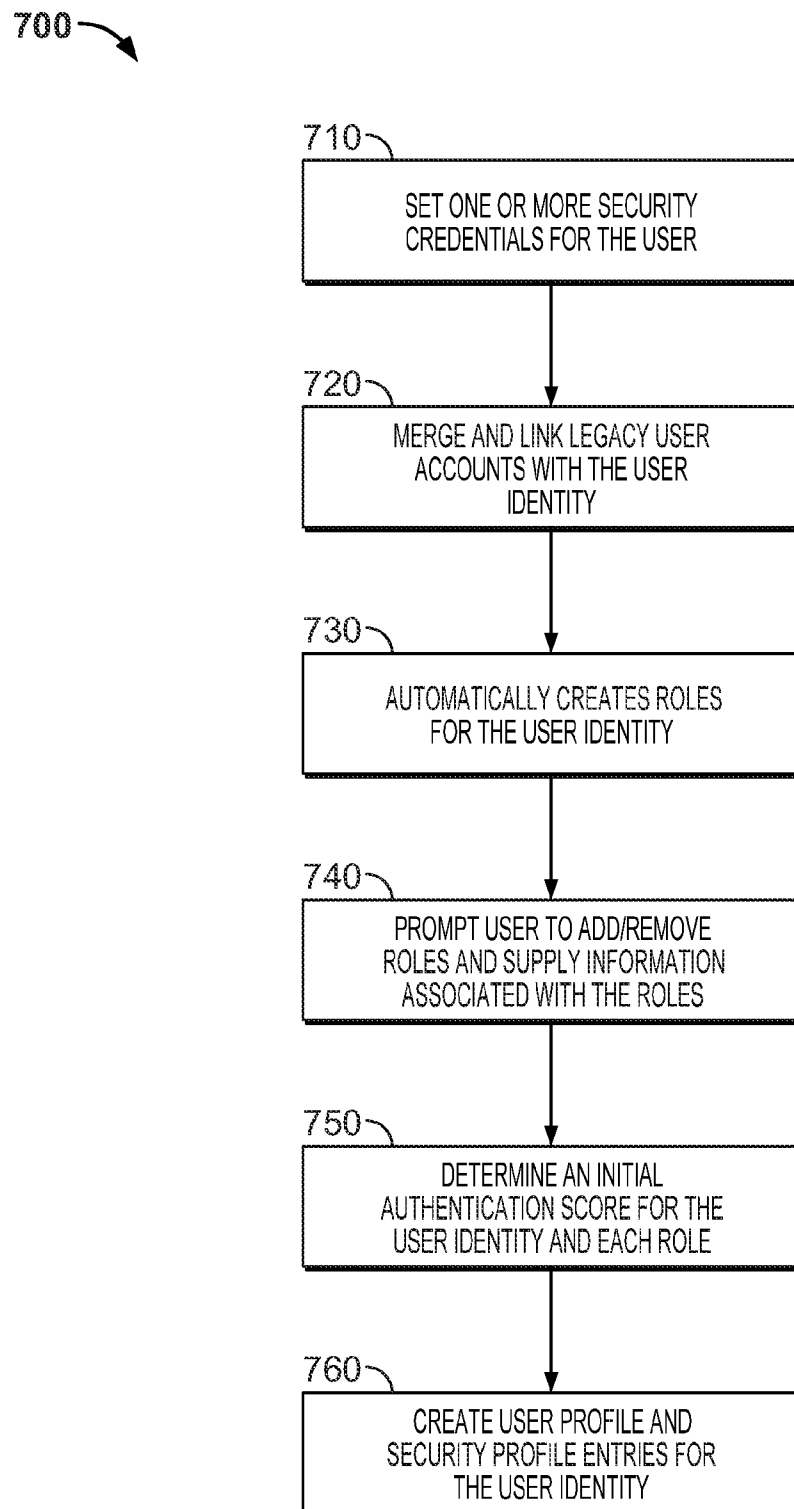 700
710
SET ONE OR MORE SECURITY
CREDENTIALS FOR THE USER
720
MERGE AND LINK LEGACY USER
ACCOUNTS WITH THE USER
IDENTITY
730
AUTOMATICALLY CREATES ROLES
FOR THE USER IDENTITY
740
PROMPT USER TO ADD/REMOVE
ROLES AND SUPPLY INFORMATION
ASSOCIATED WITH THE ROLES
750
DETERMINE AN INITIAL
AUTHENTICATION SCORE FOR THE
USER IDENTITY AND EACH ROLE
760
CREATE USER PROFILE AND
SECURITY PROFILE ENTRIES FOR
THE USER IDENTITY